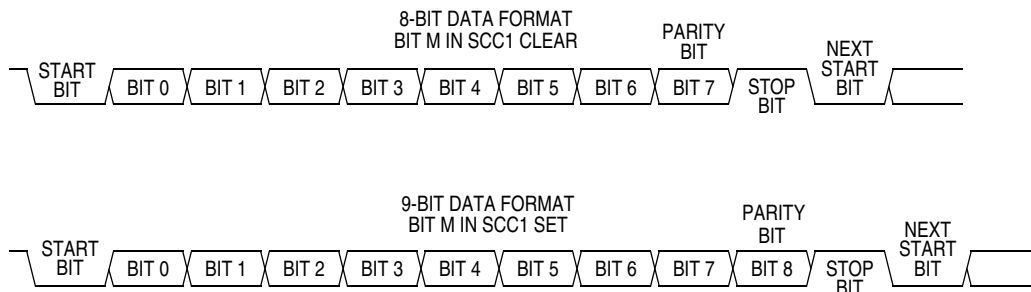 8-BIT DATA FORMAT
BIT M IN SCC1 CLEAR
PARITY
BIT
NEXT
START
BIT
START
BIT
BIT 0
BIT 1
BIT 2
BIT 3
BIT 4
BIT 5
BIT 6
BIT 7
STOP
BIT
9-BIT DATA FORMAT
BIT M IN SCC1 SET
PARITY
BIT
NEXT
START
BIT
START
BIT
BIT 0
BIT 1
BIT 2
BIT 3
BIT 4
BIT 5
BIT 6
BIT 7
BIT 8
STOP
BIT